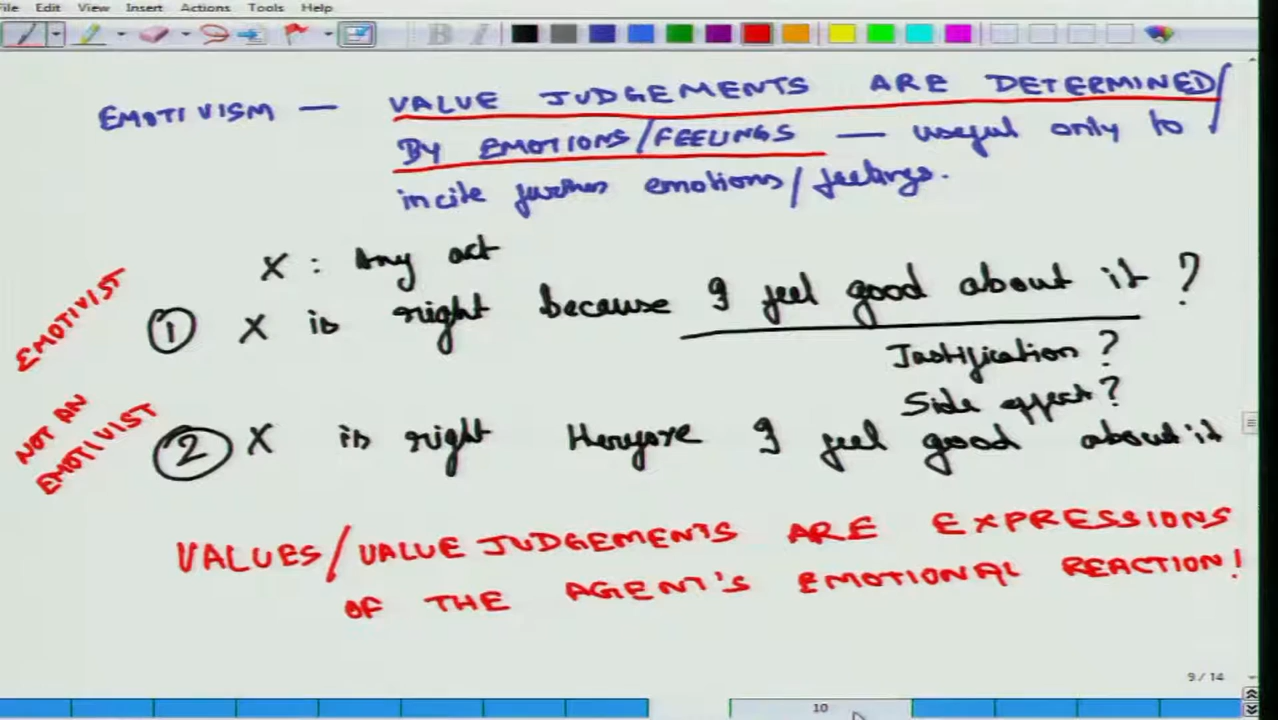 File Edit View Insert Actions Tools Help
EMOTIVISM — VALUE JUDGEMENTS ARE DETERMINED/
BY EMOTIONS/FEELINGS — useful only to
incite further emotions/feelings.
X : Any act
EMOTIVIST
① X is right because I feel good about it ?
Justification ?
Side effect ?
NOT AN
EMOTIVIST
② X is right Therefore I feel good about it
VALUES/VALUE JUDGEMENTS ARE EXPRESSIONS
OF THE AGENT'S EMOTIONAL REACTION!
9 / 14
10